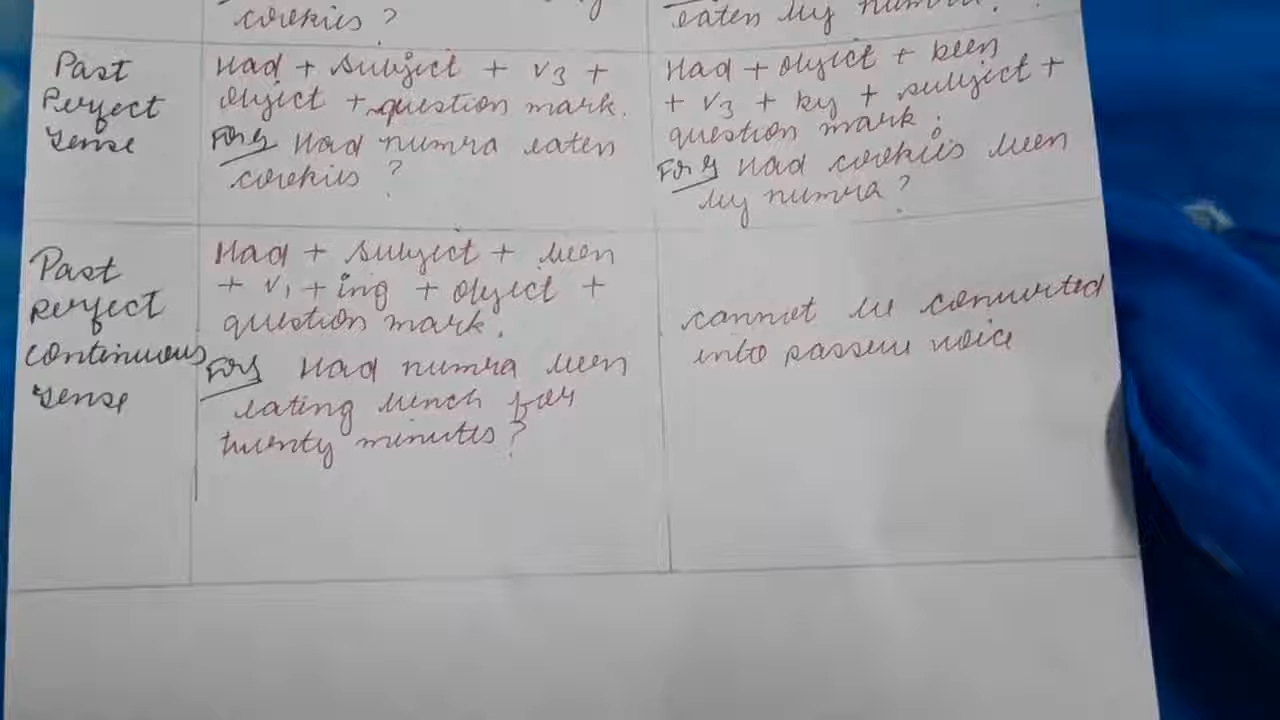 cookies ?
eaten by numra ?
Past
Perfect
Tense
Had + subject + v3 +
object + question mark.
For eg Had numra eaten
cookies ?
Had + object + been
+ v3 + by + subject +
question mark.
For eg Had cookies been
by numra ?
Past
Perfect
continuous
Tense
Had + subject + been
+ v1 + ing + object +
question mark.
For eg Had numra been
eating lunch for
twenty minutes ?
cannot be converted
into passive voice